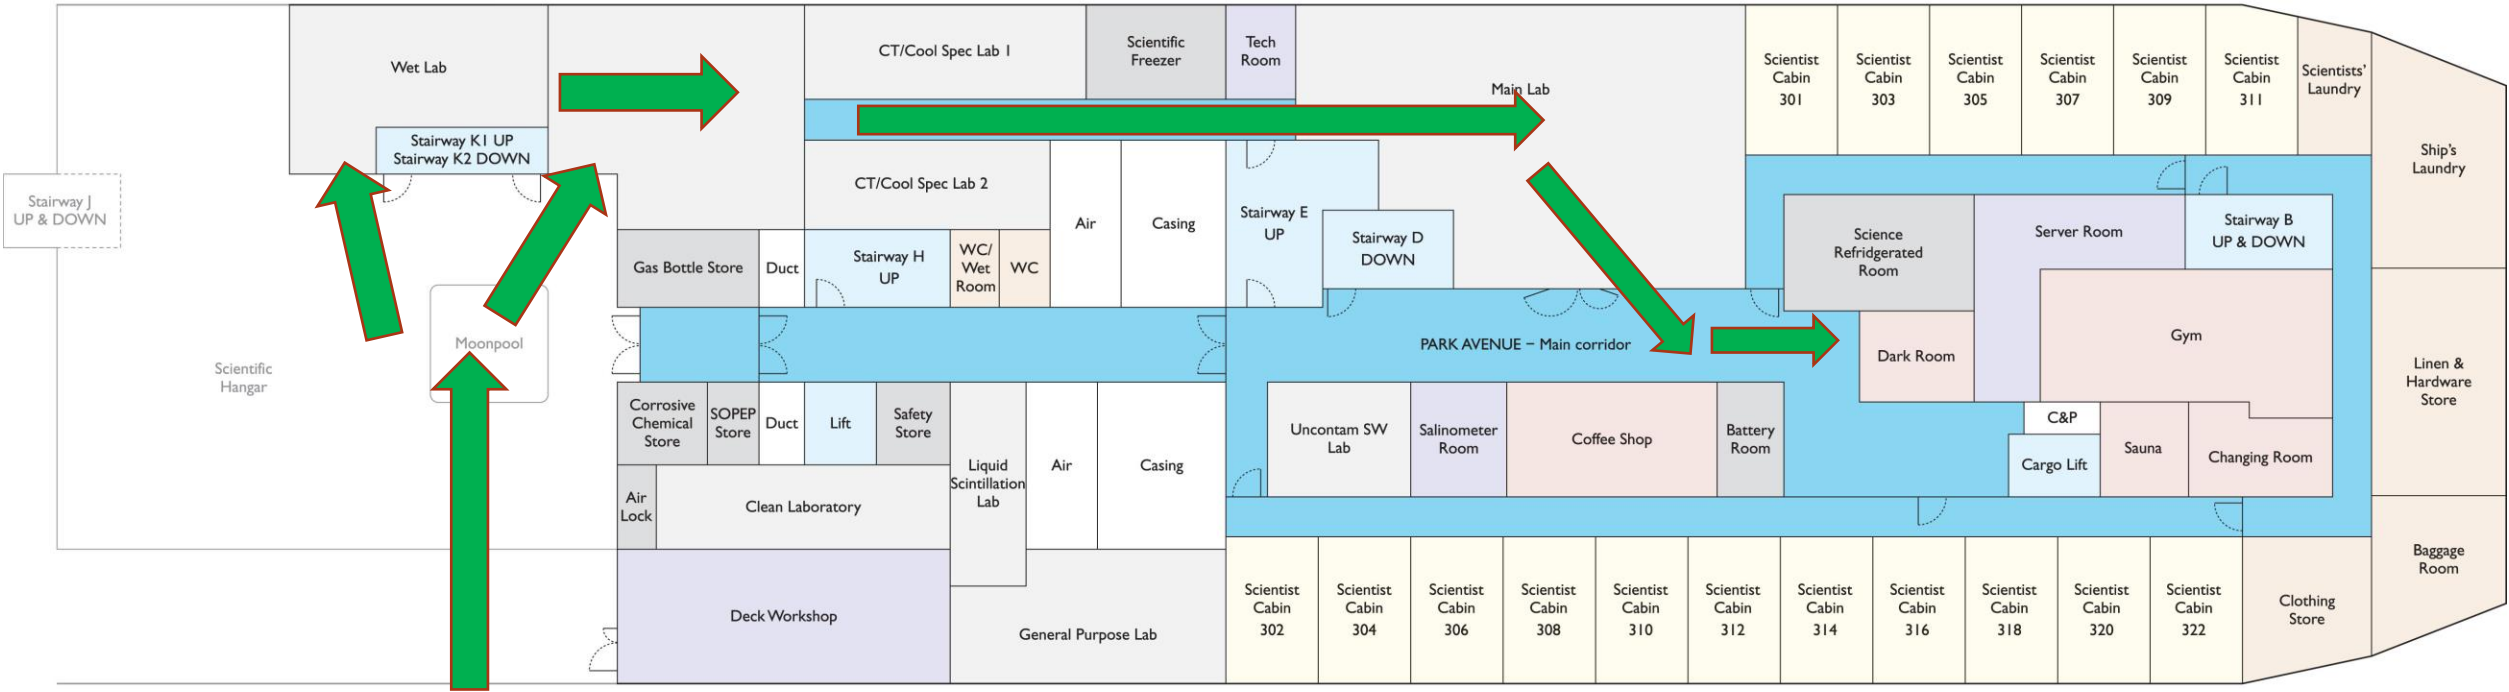 Wet Lab
Stairway K1 UP
Stairway K2 DOWN
Stairway J
UP & DOWN
Scientific
Hangar
Moonpool
CT/Cool Spec Lab 1
Scientific
Freezer
Tech
Room
Main Lab
CT/Cool Spec Lab 2
Air
Casing
Stairway E
UP
Stairway D
DOWN
Gas Bottle Store
Duct
Stairway H
UP
WC/
Wet
Room
WC
PARK AVENUE – Main corridor
Corrosive
Chemical
Store
SOPEP
Store
Duct
Lift
Safety
Store
Liquid
Scintillation
Lab
Air
Casing
Air
Lock
Clean Laboratory
Deck Workshop
General Purpose Lab
Uncontam SW
Lab
Salinometer
Room
Coffee Shop
Battery
Room
Scientist
Cabin
301
Scientist
Cabin
303
Scientist
Cabin
305
Scientist
Cabin
307
Scientist
Cabin
309
Scientist
Cabin
311
Scientists'
Laundry
Ship's
Laundry
Science
Refridgerated
Room
Server Room
Stairway B
UP & DOWN
Dark Room
Gym
Linen &
Hardware
Store
C&P
Cargo Lift
Sauna
Changing Room
Baggage
Room
Clothing
Store
Scientist
Cabin
302
Scientist
Cabin
304
Scientist
Cabin
306
Scientist
Cabin
308
Scientist
Cabin
310
Scientist
Cabin
312
Scientist
Cabin
314
Scientist
Cabin
316
Scientist
Cabin
318
Scientist
Cabin
320
Scientist
Cabin
322